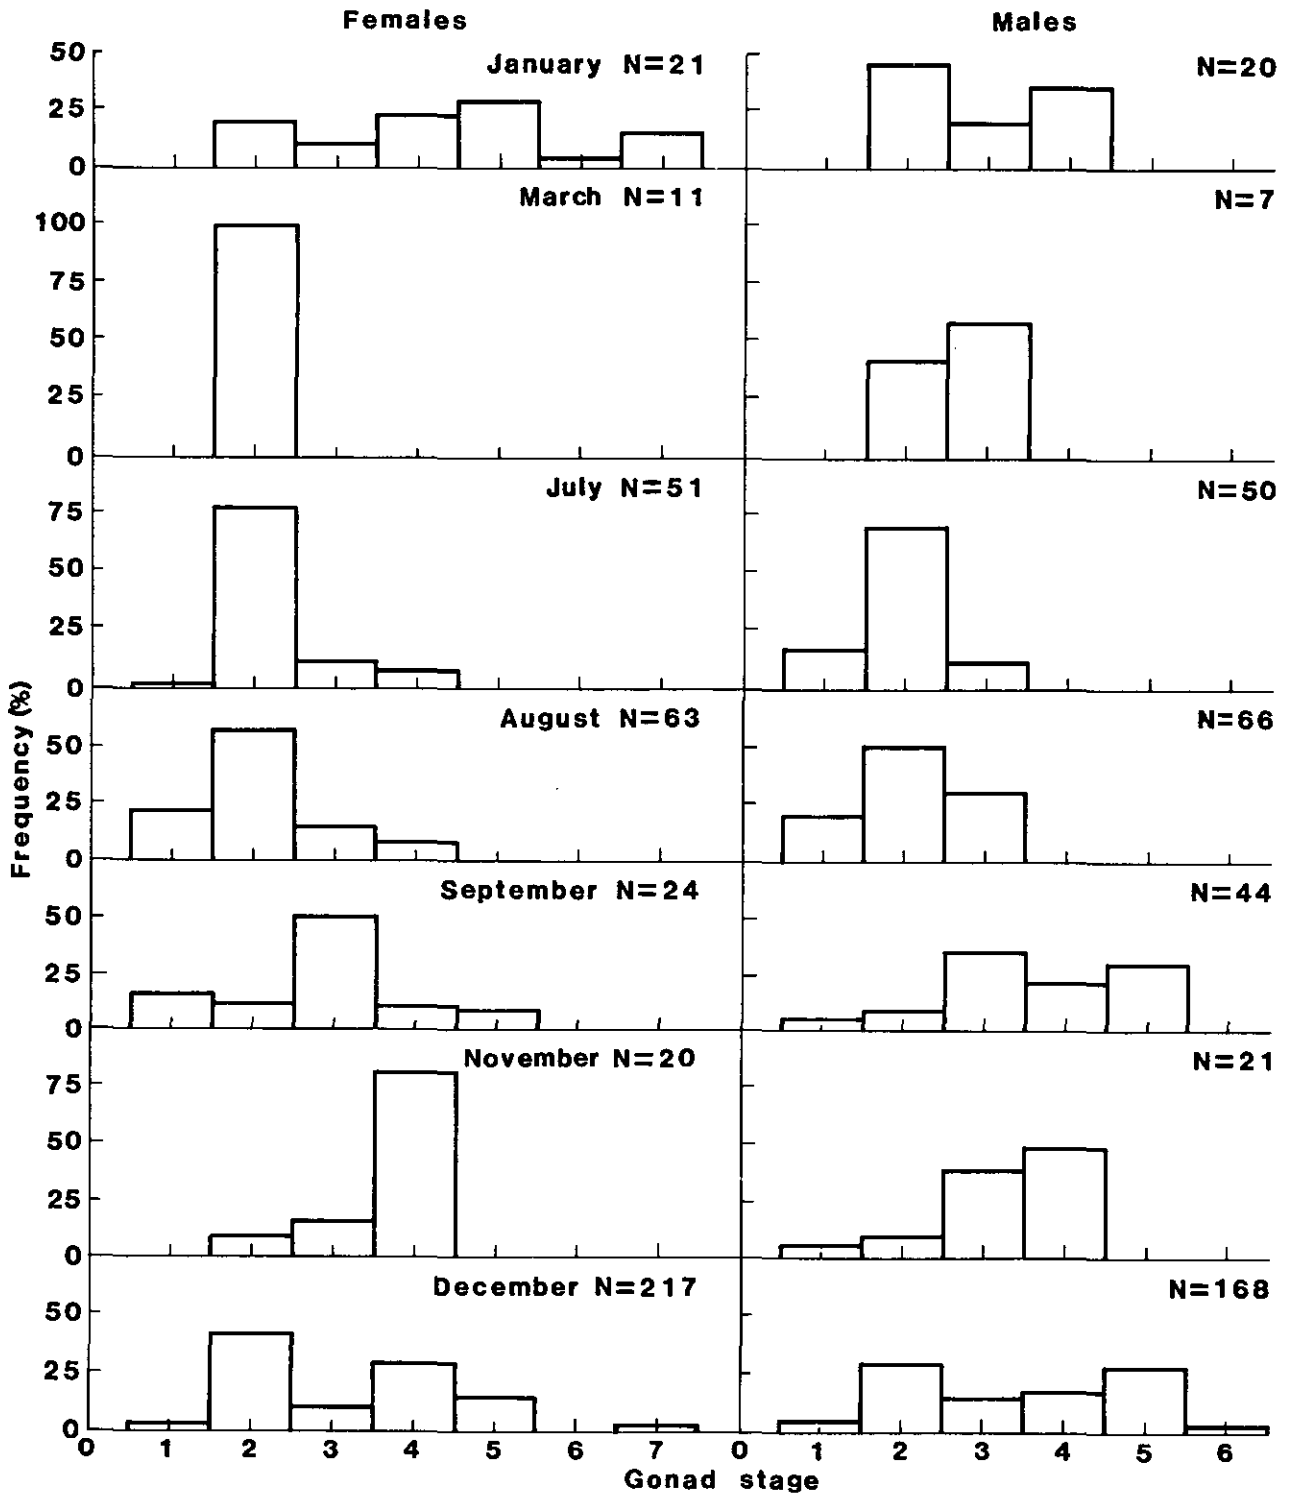 Females Males
50 January N=21 N=20
25
0
March N=11 N=7
100
75
50
25
0
July N=51 N=50
75
50
25
0
August N=63 N=66
50
25
0
September N=24 N=44
50
25
0
November N=20 N=21
75
50
25
0
December N=217 N=168
50
25
0
0 1 2 3 4 5 6 7 0 1 2 3 4 5 6
Gonad stage
Frequency (%)